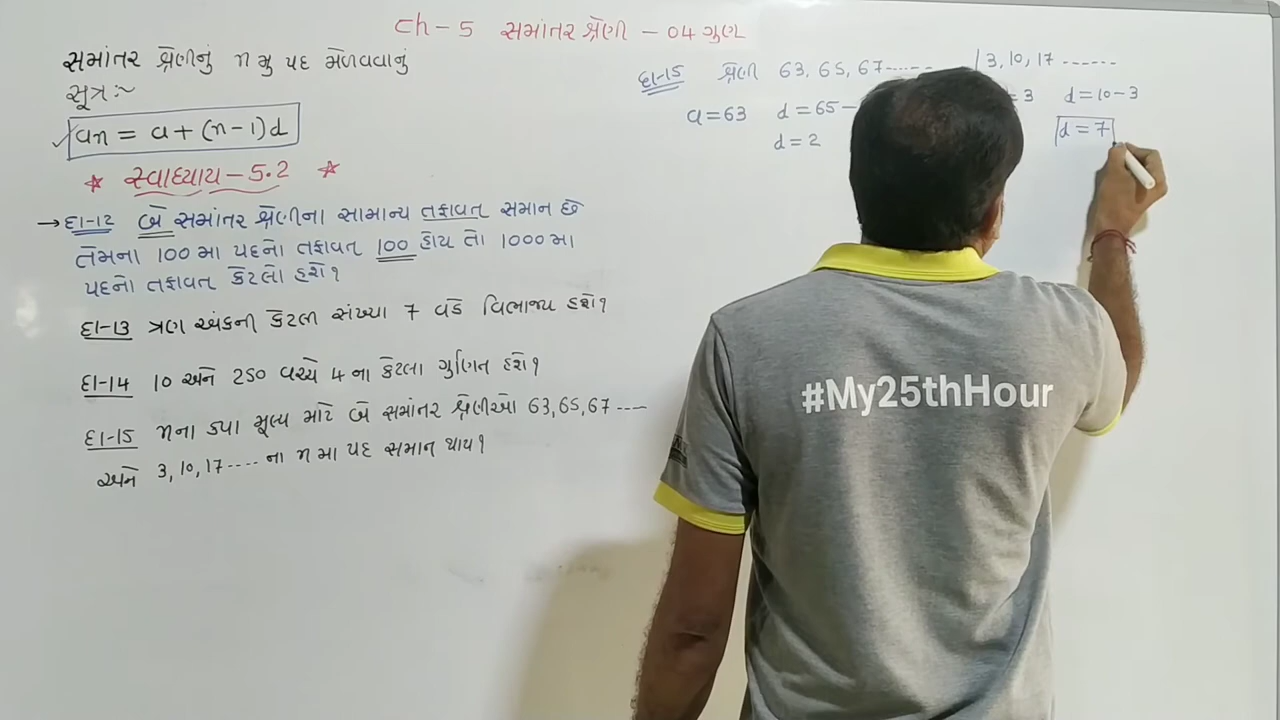 Ch-5 સમાંતર શ્રેણી - 04 ગુણ
સમાંતર શ્રેણીનું n મુ પદ મેળવવાનું
સૂત્ર:~
an = a + (n-1)d
સ્વાધ્યાય - 5.2
→ દા-12 બે સમાંતર શ્રેણીના સામાન્ય તફાવત સમાન છે
તેમના 100 મા પદનો તફાવત 100 હોય તો 1000 મા
પદનો તફાવત કેટલો હશે?
દા-13 ત્રણ અંકની કેટલી સંખ્યા 7 વડે વિભાજ્ય હશે?
દા-14 10 અને 250 વચ્ચે 4 ના કેટલા ગુણિત હશે?
દા-15 nના કયા મૂલ્ય માટે બે સમાંતર શ્રેણીઓ 63, 65, 67 ----
અને 3, 10, 17 ---- ના n મા પદ સમાન થાય?
દા-15 શ્રેણી 63, 65, 67 ------
a = 63 d = 65 -
d = 2
3, 10, 17 ------
= 3 d = 10 - 3
d = 7
#My25thHour